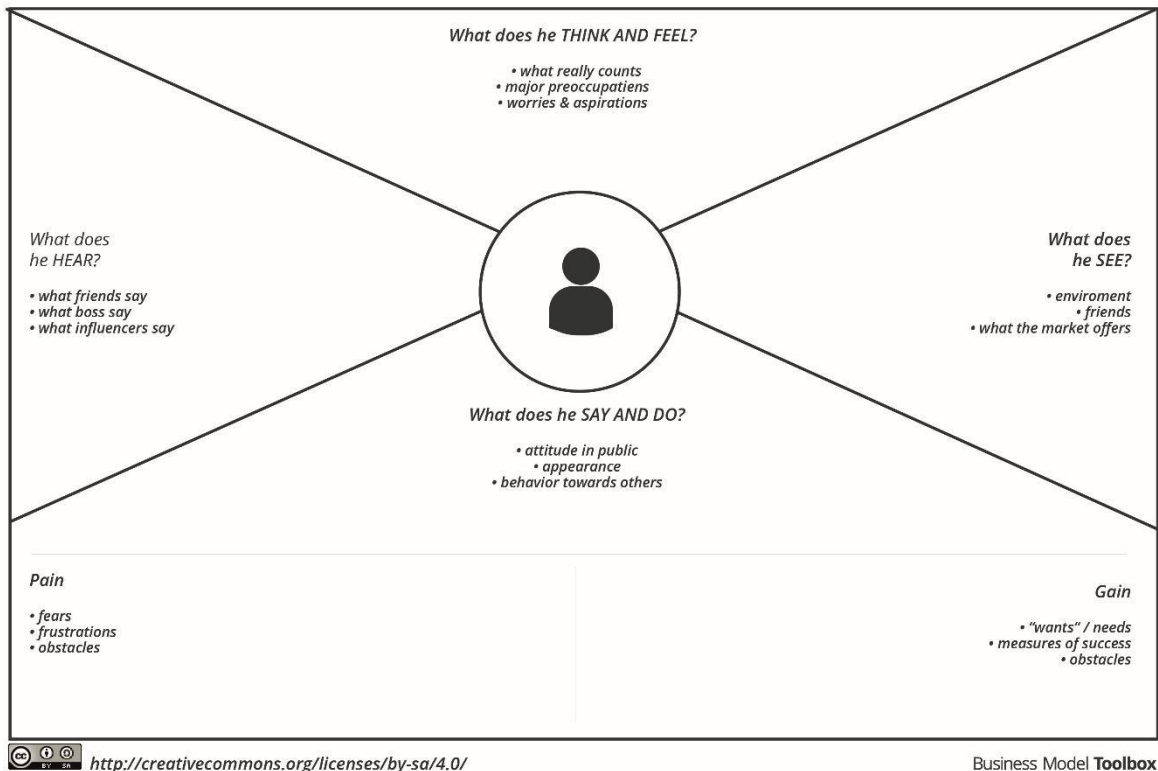 What does he THINK AND FEEL?
• what really counts
• major preoccupatiens
• worries & aspirations
What does
he HEAR?
• what friends say
• what boss say
• what influencers say
What does
he SEE?
• enviroment
• friends
• what the market offers
What does he SAY AND DO?
• attitude in public
• appearance
• behavior towards others
Pain
• fears
• frustrations
• obstacles
Gain
• “wants” / needs
• measures of success
• obstacles
cc BY SA
http://creativecommons.org/licenses/by-sa/4.0/
Business Model Toolbox